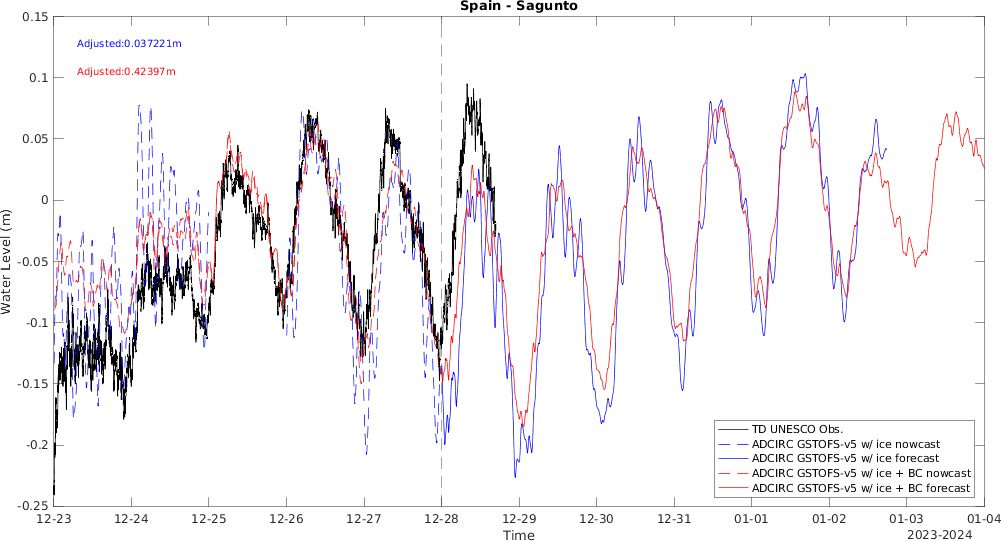 Spain - Sagunto
0.15
0.1
0.05
0
-0.05
-0.1
-0.15
-0.2
-0.25
Water Level (m)
Adjusted:0.037221m
Adjusted:0.42397m
TD UNESCO Obs.
ADCIRC GSTOFS-v5 w/ ice nowcast
ADCIRC GSTOFS-v5 w/ ice forecast
ADCIRC GSTOFS-v5 w/ ice + BC nowcast
ADCIRC GSTOFS-v5 w/ ice + BC forecast
12-23 12-24 12-25 12-26 12-27 12-28 12-29 12-30 12-31 01-01 01-02 01-03 01-04
Time
2023-2024